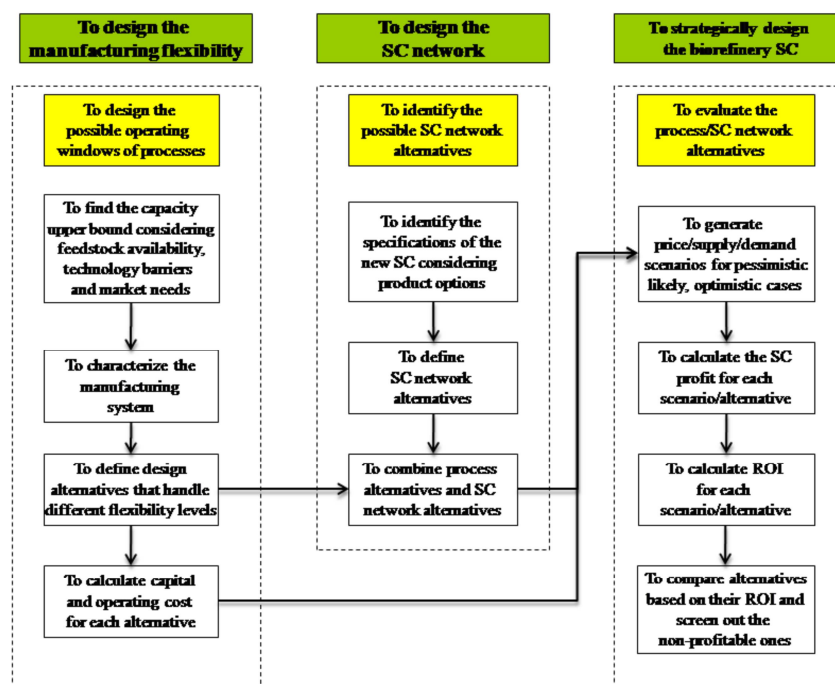 To design the
manufacturing flexibility
To design the
possible operating
windows of processes
To find the capacity
upper bound considering
feedstock availability,
technology barriers
and market needs
To characterize the
manufacturing
system
To define design
alternatives that handle
different flexibility levels
To calculate capital
and operating cost
for each alternative
To design the
SC network
To identify the
possible SC network
alternatives
To identify the
specifications of the
new SC considering
product options
To define
SC network
alternatives
To combine process
alternatives and SC
network alternatives
To strategically design
the biorefinery SC
To evaluate the
process/SC network
alternatives
To generate
price/supply/demand
scenarios for pessimistic
likely, optimistic cases
To calculate the SC
profit for each
scenario/alternative
To calculate ROI
for each
scenario/alternative
To compare alternatives
based on their ROI and
screen out the
non-profitable ones